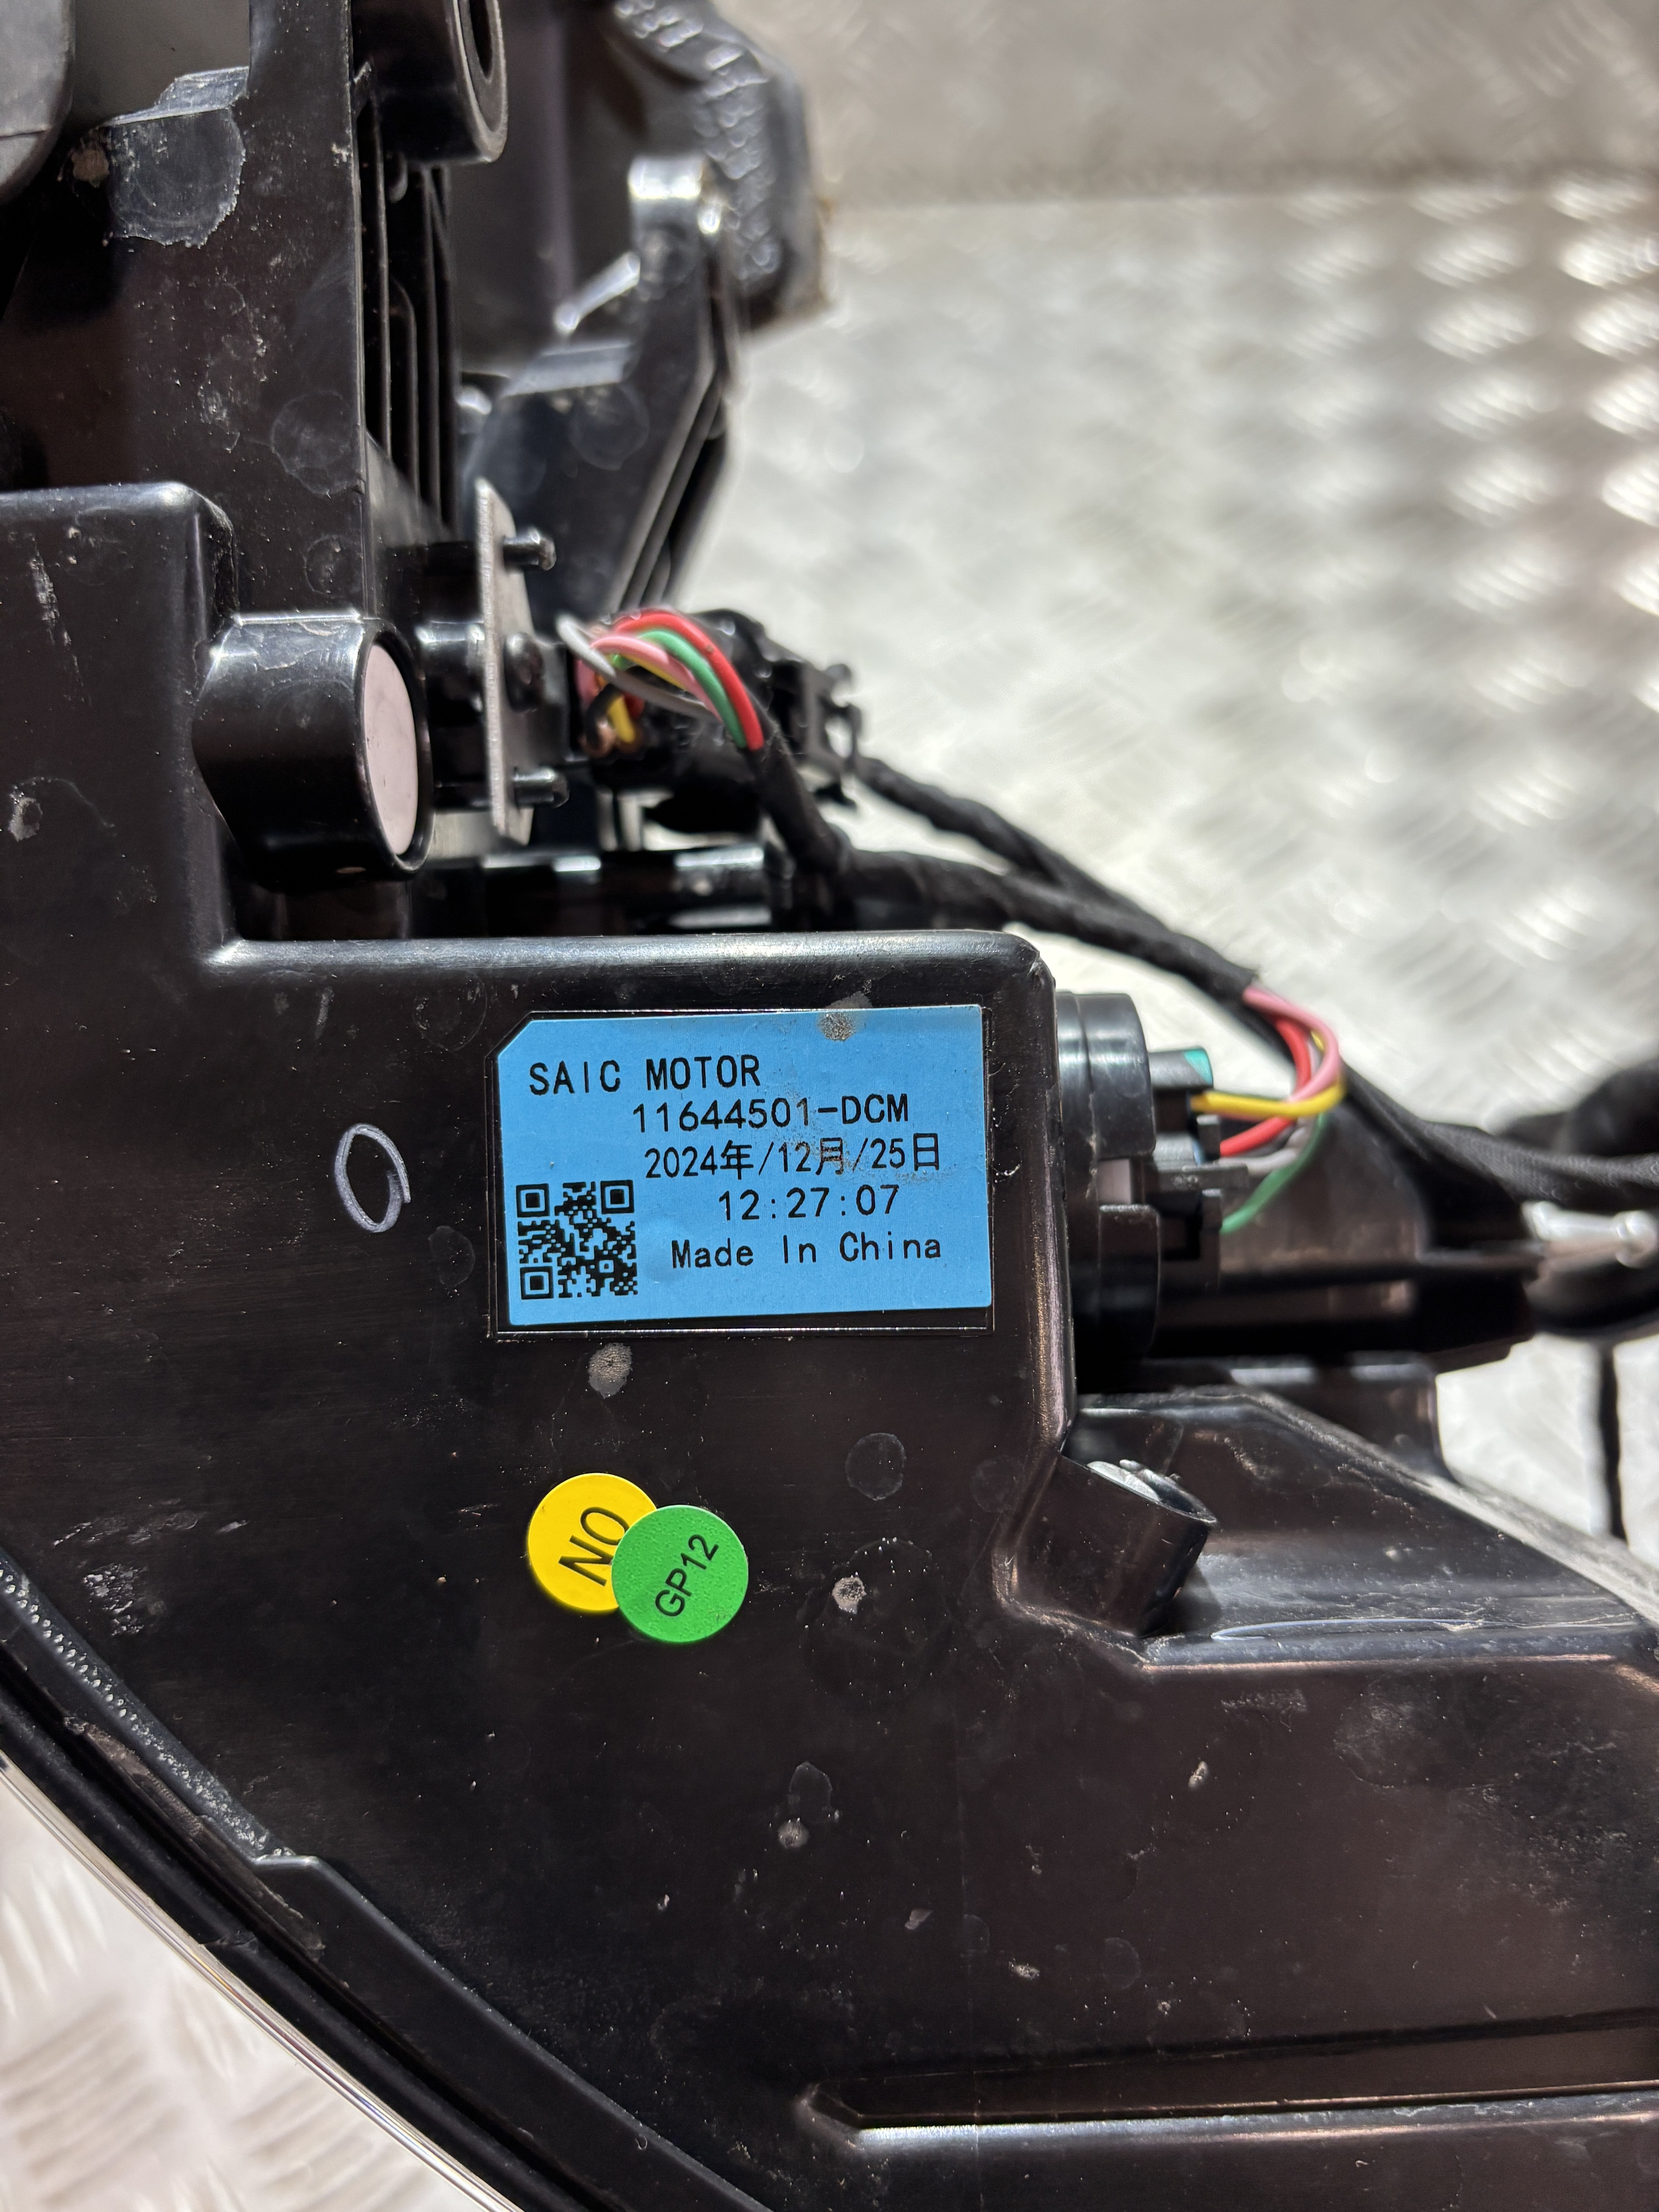 SAIC MOTOR
11644501-DCM
2024年/12月/25日
12:27:07
Made In China
NO
GP12